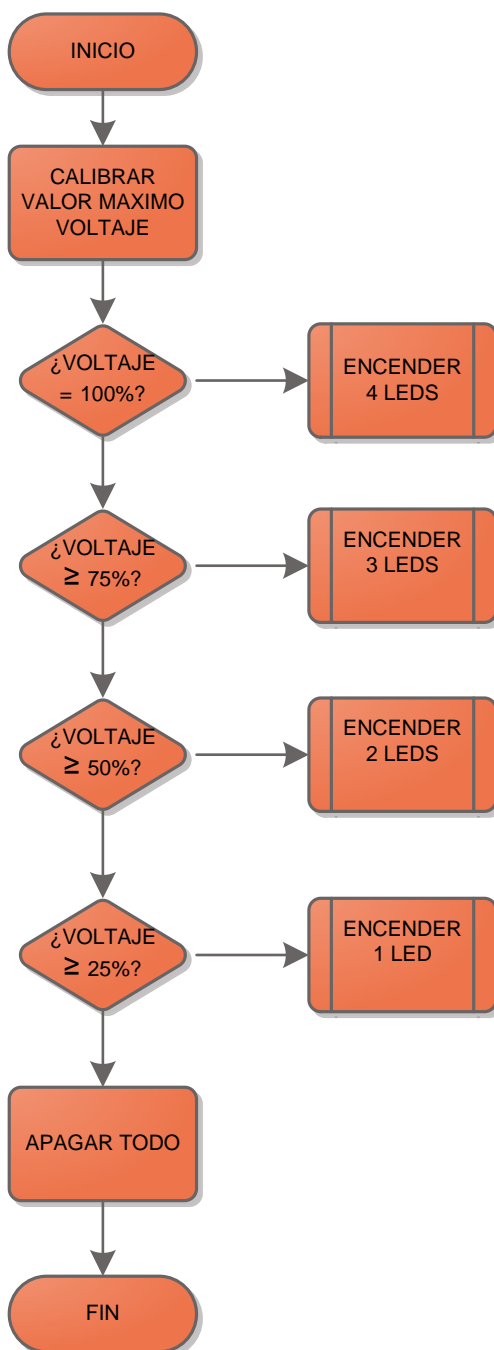 INICIO
CALIBRAR
VALOR MAXIMO
VOLTAJE
¿VOLTAJE
= 100%?
ENCENDER
4 LEDS
¿VOLTAJE
≥ 75%?
ENCENDER
3 LEDS
¿VOLTAJE
≥ 50%?
ENCENDER
2 LEDS
¿VOLTAJE
≥ 25%?
ENCENDER
1 LED
APAGAR TODO
FIN